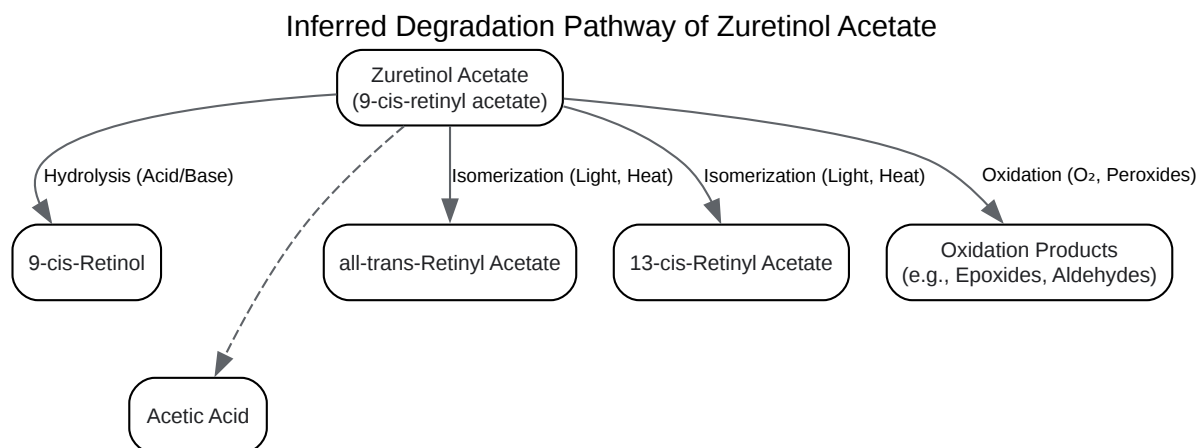 Inferred Degradation Pathway of Zuretinol Acetate
Zuretinol Acetate
(9-cis-retinyl acetate)
Hydrolysis (Acid/Base)
Isomerization (Light, Heat)
Isomerization (Light, Heat)
Oxidation (O₂, Peroxides)
9-cis-Retinol
all-trans-Retinyl Acetate
13-cis-Retinyl Acetate
Oxidation Products
(e.g., Epoxides, Aldehydes)
Acetic Acid